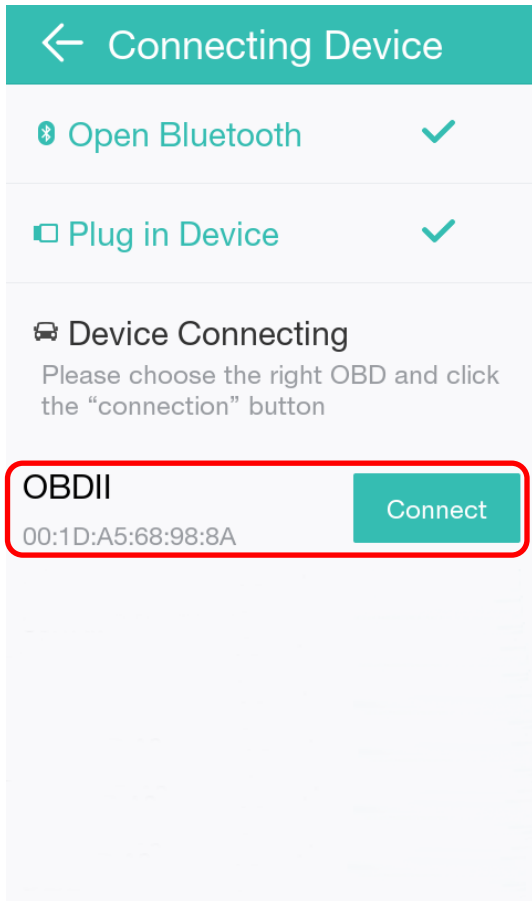 Connecting Device
Open Bluetooth
Plug in Device
Device Connecting
Please choose the right OBD and click
the “connection” button
OBDII
Connect
00:1D:A5:68:98:8A